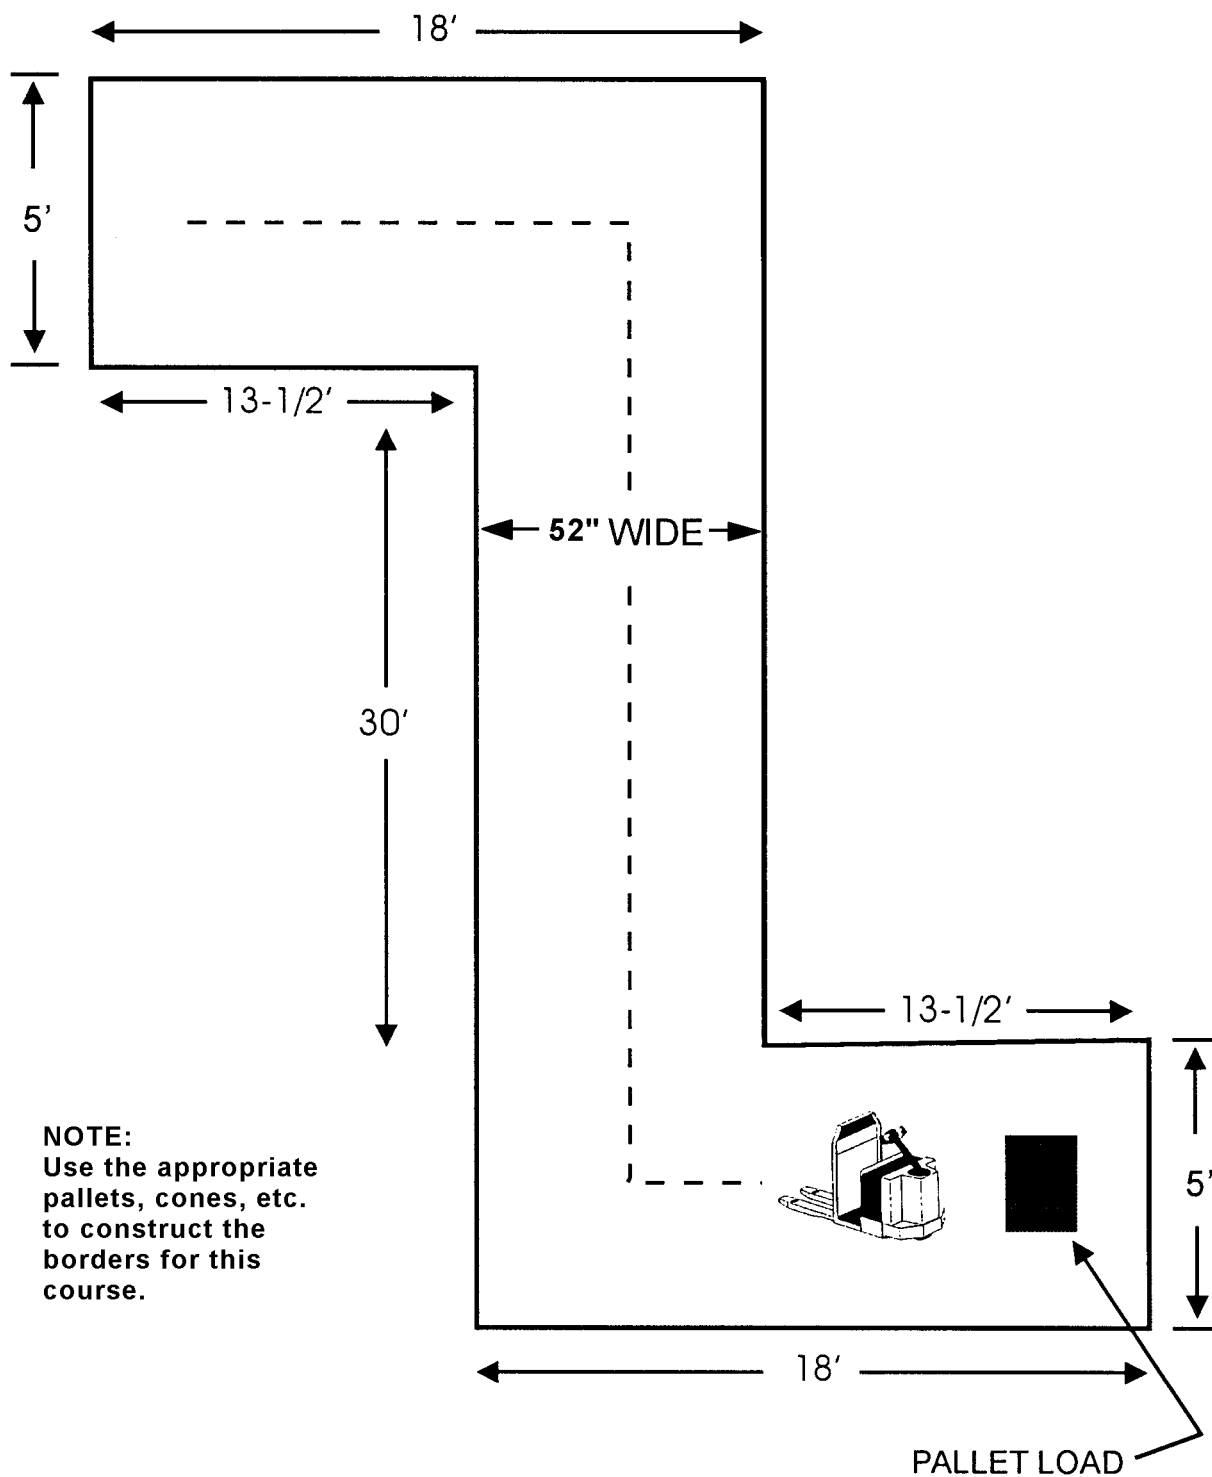 18'
5'
13-1/2'
52" WIDE
30'
13-1/2'
NOTE:
Use the appropriate
pallets, cones, etc.
to construct the
borders for this
course.
5'
18'
PALLET LOAD